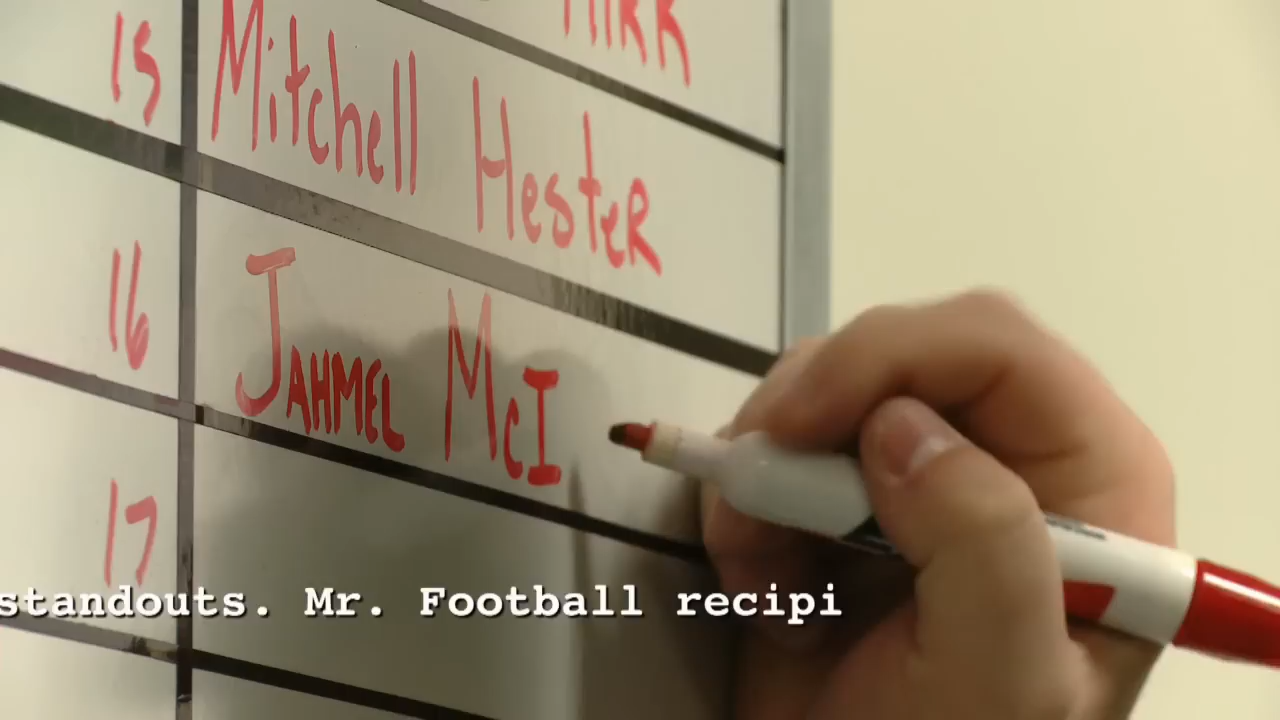 15 Mitchell Hester
16 Jahmel McI
17
standouts. Mr. Football recipi